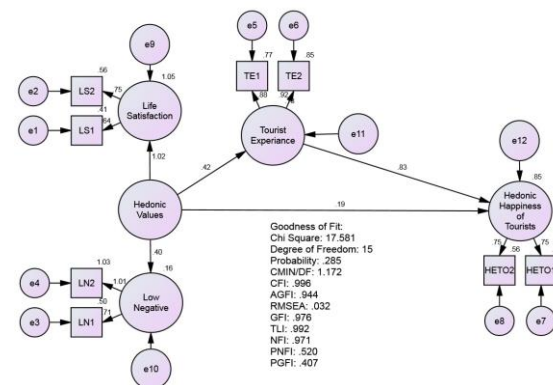 e9
e5
e6
.77
.85
TE1
TE2
e2
.56
LS2
.75
1.05
.88
.92
.41
Life
Satisfaction
e1
LS1
.64
Tourist
Experiance
e11
1.02
.42
.83
e12
.85
Hedonic
Values
.19
Hedonic
Happiness
of
Tourists
Goodness of Fit:
Chi Square: 17.581
Degree of Freedom: 15
Probability: .285
CMIN/DF: 1.172
CFI: .996
AGFI: .944
RMSEA: .032
GFI: .976
TLI: .992
NFI: .971
PNFI: .520
PGFI: .407
.40
.16
1.03
e4
LN2
1.01
.50
Low
Negative
e3
LN1
.71
e10
.75
.56
.75
HETO2
HETO1
e8
e7